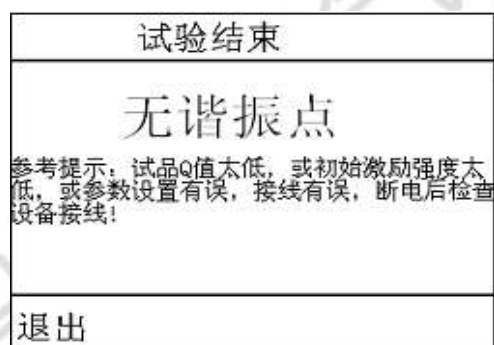 试验结束
无谐振点
参考提示：试品Q值太低，或初始激励强度太
低，或参数设置有误，接线有误，断电后检查
设备接线！
退出